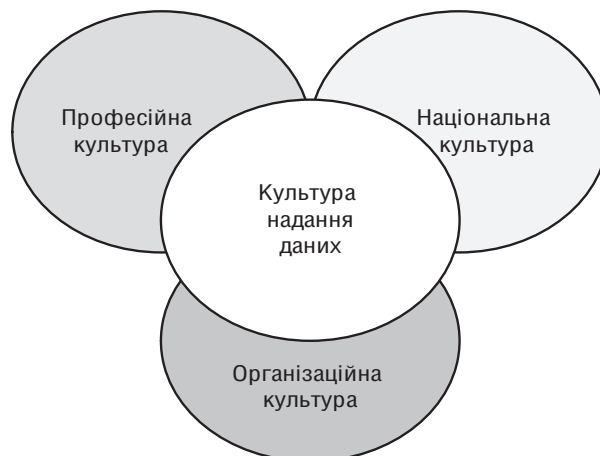 Професійна
культура
Національна
культура
Культура
надання
даних
Організаційна
культура